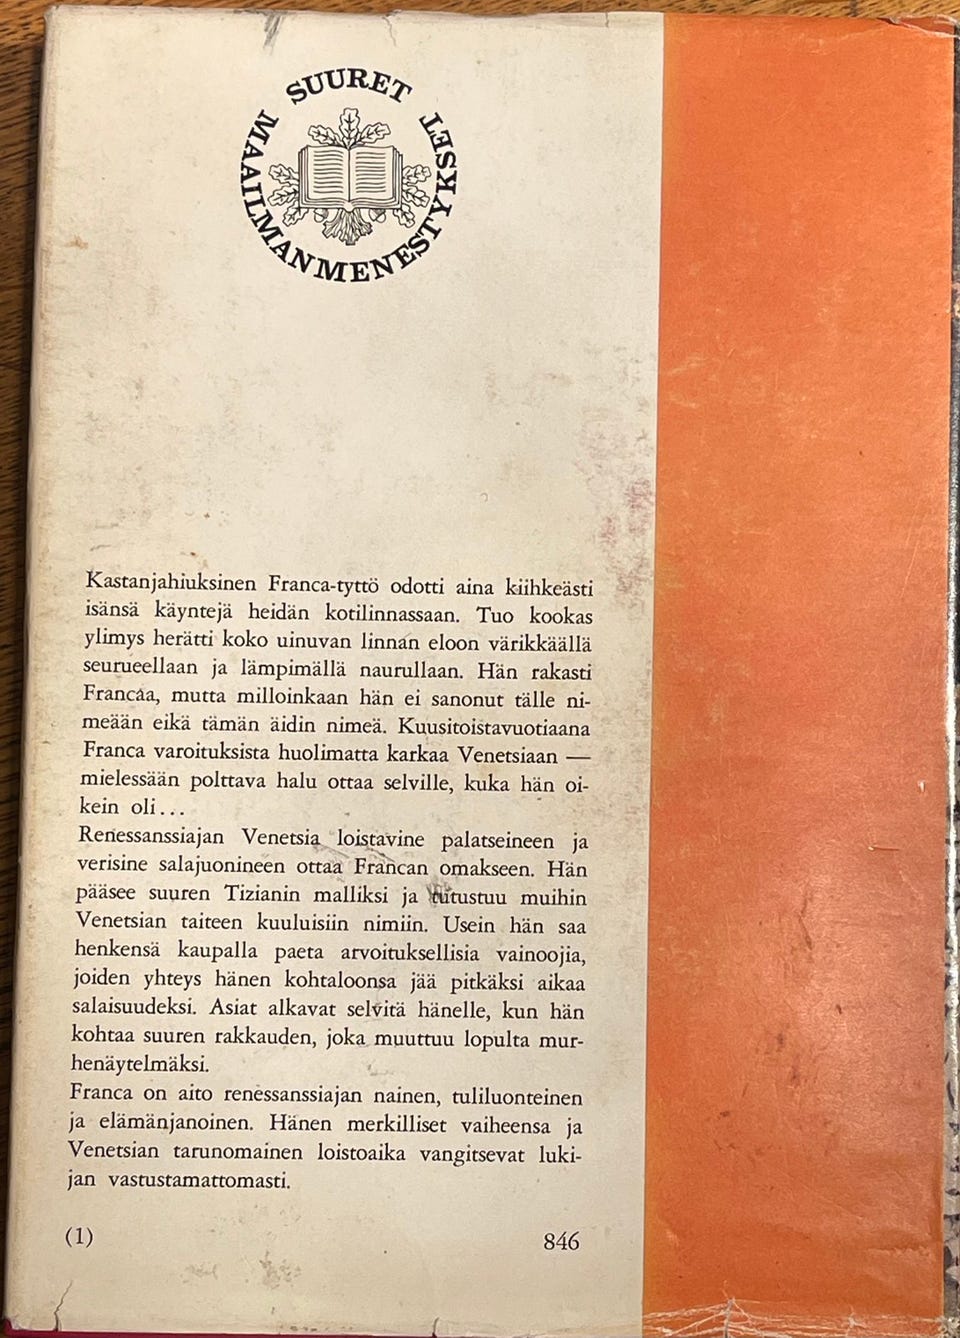 SUURET
MAAILMANMENESTYKSET
Kastanjahiuksinen Franca-tyttö odotti aina kiihkeästi
isänsä käyntejä heidän kotilinnassaan. Tuo kookas
ylimys herätti koko uinuvan linnan eloon värikkäällä
seurueellaan ja lämpimällä naurullaan. Hän rakasti
Francaa, mutta milloinkaan hän ei sanonut tälle ni-
meään eikä tämän äidin nimeä. Kuusitoistavuotiaana
Franca varoituksista huolimatta karkaa Venetsiaan —
mielessään polttava halu ottaa selville, kuka hän oi-
kein oli...
Renessanssiajan Venetsia loistavine palatseineen ja
verisine salajuonineen ottaa Francan omakseen. Hän
pääsee suuren Tizianin malliksi ja tutustuu muihin
Venetsian taiteen kuuluisiin nimiin. Usein hän saa
henkensä kaupalla paeta arvoituksellisia vainoojia,
joiden yhteys hänen kohtaloonsa jää pitkäksi aikaa
salaisuudeksi. Asiat alkavat selvitä hänelle, kun hän
kohtaa suuren rakkauden, joka muuttuu lopulta mur-
henäytelmäksi.
Franca on aito renessanssiajan nainen, tuliluonteinen
ja elämänjanoinen. Hänen merkilliset vaiheensa ja
Venetsian tarunomainen loistoaika vangitsevat luki-
jan vastustamattomasti.
(1) 846